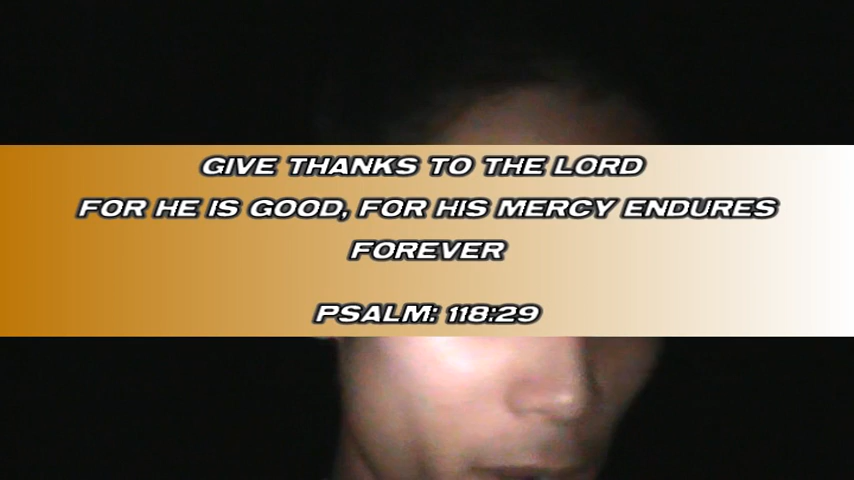 GIVE THANKS TO THE LORD
FOR HE IS GOOD, FOR HIS MERCY ENDURES
FOREVER
PSALM: 118:29